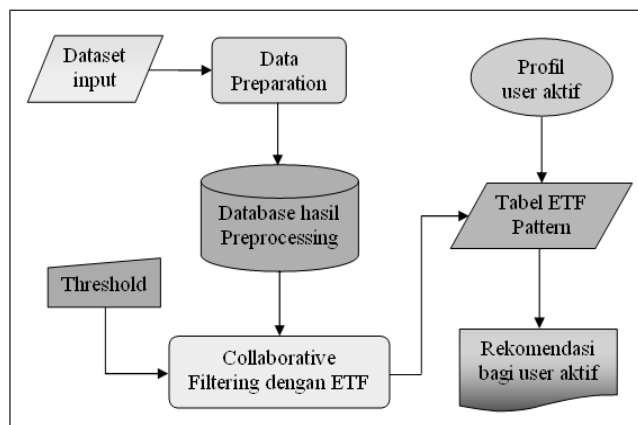 Dataset
input
Data
Preparation
Profil
user aktif
Database hasil
Preprocessing
Tabel ETF
Pattern
Threshold
Collaborative
Filtering dengan ETF
Rekomendasi
bagi user aktif